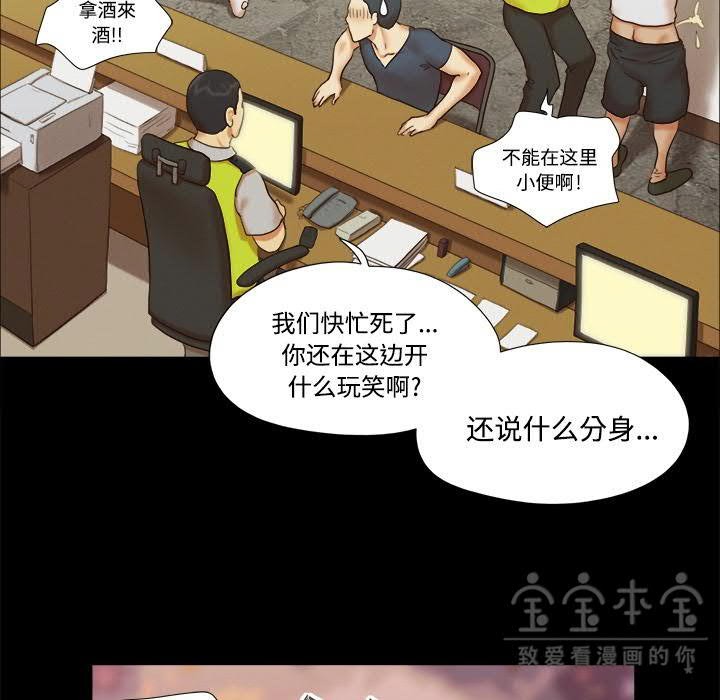 拿酒來
酒!!
不能在这里
小便啊!
我们快忙死了...
你还在这边开
什么玩笑啊?
还说什么分身...
宝宝本宝
致爱看漫画的你